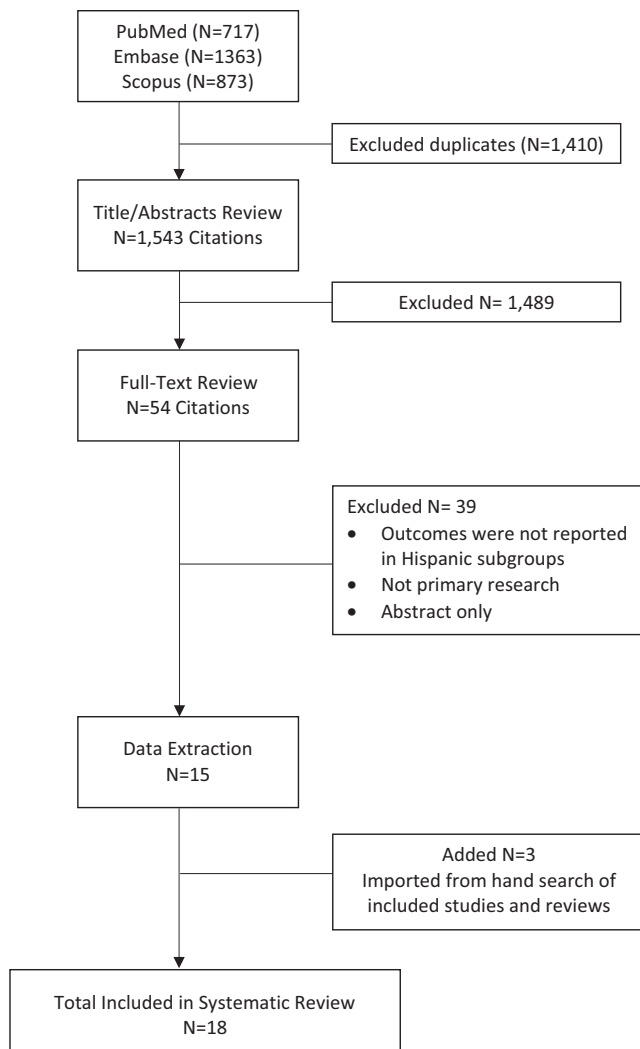 PubMed (N=717)
Embase (N=1363)
Scopus (N=873)
Excluded duplicates (N=1,410)
Title/Abstracts Review
N=1,543 Citations
Excluded N= 1,489
Full-Text Review
N=54 Citations
Excluded N= 39
• Outcomes were not reported
in Hispanic subgroups
• Not primary research
• Abstract only
Data Extraction
N=15
Added N=3
Imported from hand search of
included studies and reviews
Total Included in Systematic Review
N=18